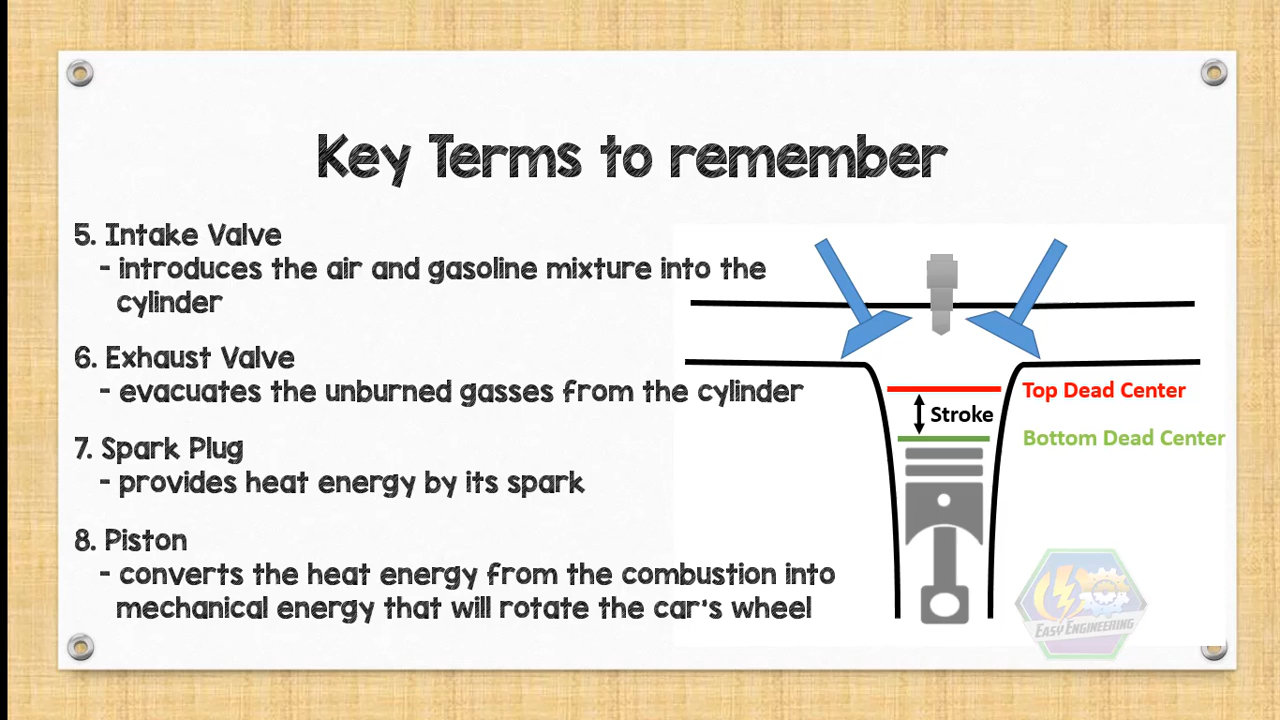 Key Terms to remember
5. Intake Valve
- introduces the air and gasoline mixture into the
cylinder
6. Exhaust Valve
- evacuates the unburned gasses from the cylinder
7. Spark Plug
- provides heat energy by its spark
8. Piston
- converts the heat energy from the combustion into
mechanical energy that will rotate the car's wheel
Top Dead Center
Stroke
Bottom Dead Center
EASY ENGINEERING